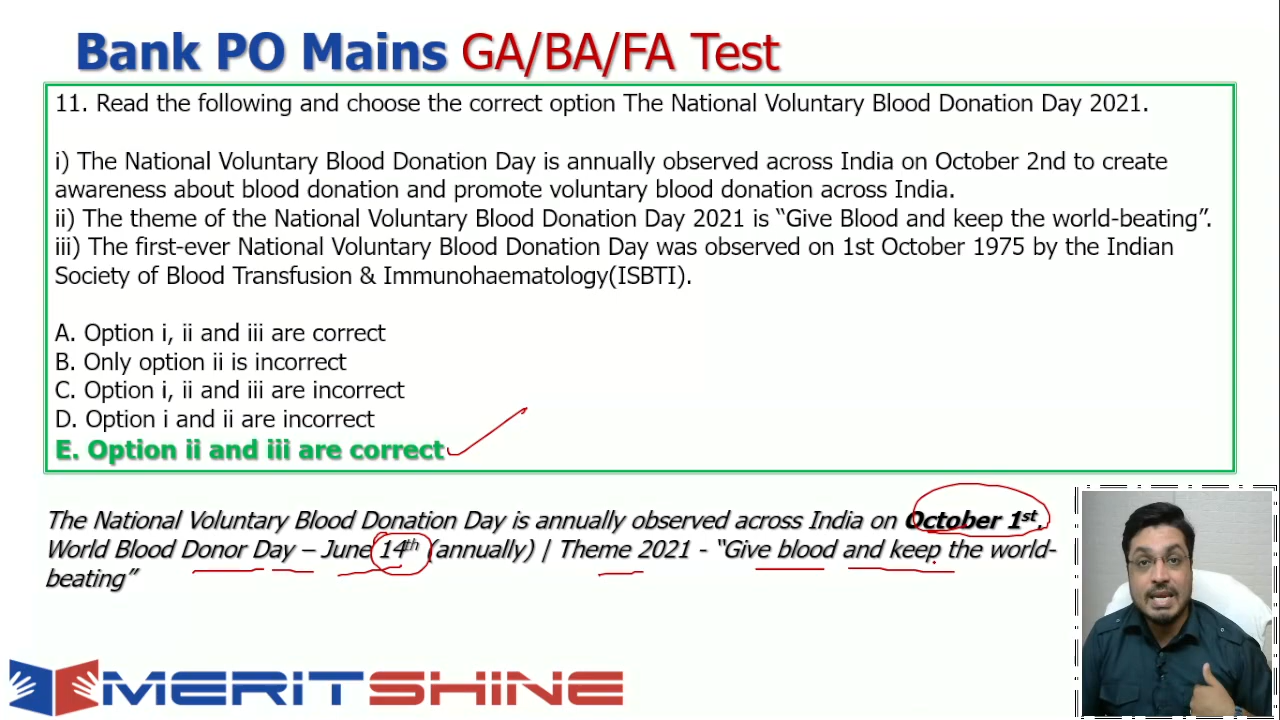 Bank PO Mains GA/BA/FA Test
11. Read the following and choose the correct option The National Voluntary Blood Donation Day 2021.
i) The National Voluntary Blood Donation Day is annually observed across India on October 2nd to create
awareness about blood donation and promote voluntary blood donation across India.
ii) The theme of the National Voluntary Blood Donation Day 2021 is “Give Blood and keep the world-beating”.
iii) The first-ever National Voluntary Blood Donation Day was observed on 1st October 1975 by the Indian
Society of Blood Transfusion & Immunohaematology(ISBTI).
A. Option i, ii and iii are correct
B. Only option ii is incorrect
C. Option i, ii and iii are incorrect
D. Option i and ii are incorrect
E. Option ii and iii are correct
The National Voluntary Blood Donation Day is annually observed across India on October 1st.
World Blood Donor Day – June 14th (annually) | Theme 2021 - “Give blood and keep the world-
beating”
MERITSHINE